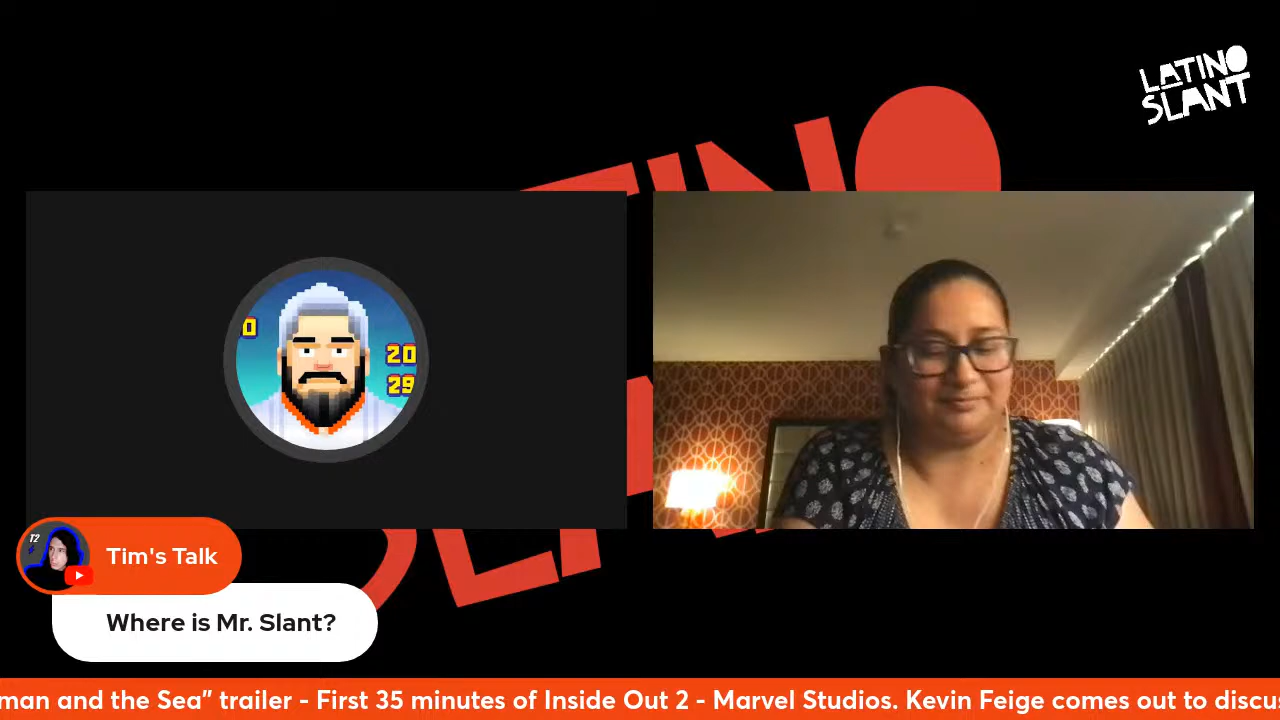 LATINO
SLANT
0
20
29
T2
Tim's Talk
Where is Mr. Slant?
man and the Sea” trailer - First 35 minutes of Inside Out 2 - Marvel Studios. Kevin Feige comes out to discu